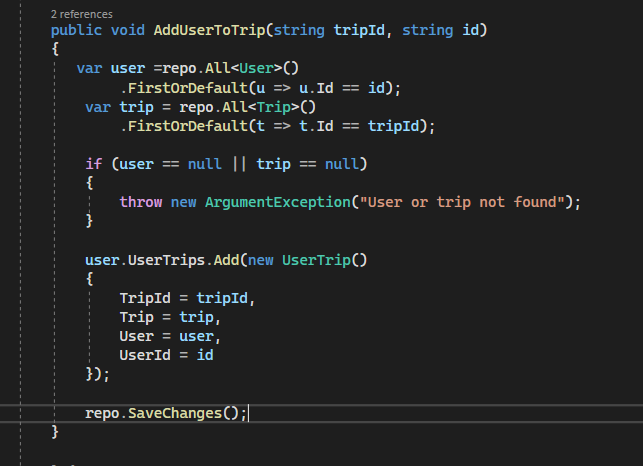 2 references
public void AddUserToTrip(string tripId, string id)
{
var user =repo.All<User>()
.FirstOrDefault(u => u.Id == id);
var trip = repo.All<Trip>()
.FirstOrDefault(t => t.Id == tripId);
if (user == null || trip == null)
{
throw new ArgumentException("User or trip not found");
}
user.UserTrips.Add(new UserTrip()
{
TripId = tripId,
Trip = trip,
User = user,
UserId = id
});
repo.SaveChanges();
}